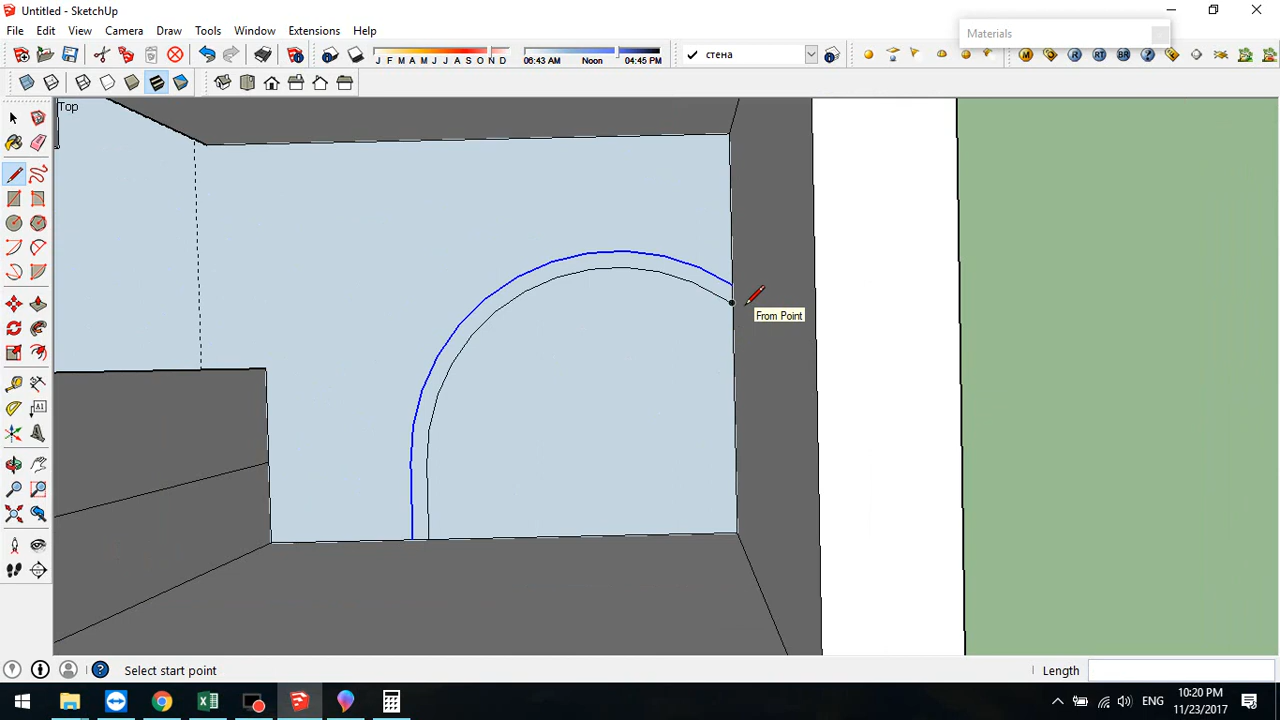 Untitled - SketchUp
File Edit View Camera Draw Tools Window Extensions Help
Materials
J F M A M J J A S O N D
06:43 AM Noon 04:45 PM
стена
Top
From Point
Select start point
Length
ENG
10:20 PM
11/23/2017